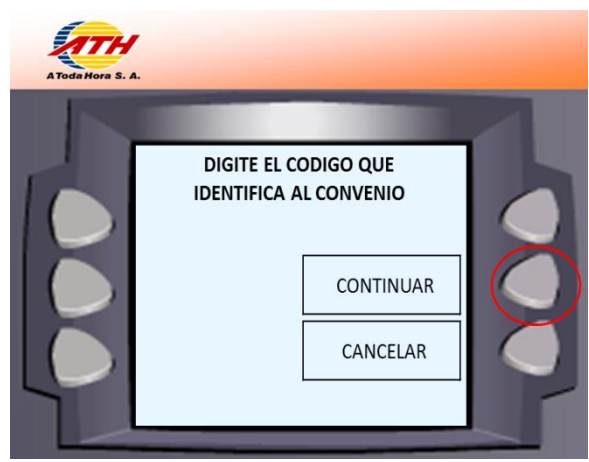 ATH
A Toda Hora S. A.
DIGITE EL CODIGO QUE
IDENTIFICA AL CONVENIO
CONTINUAR
CANCELAR